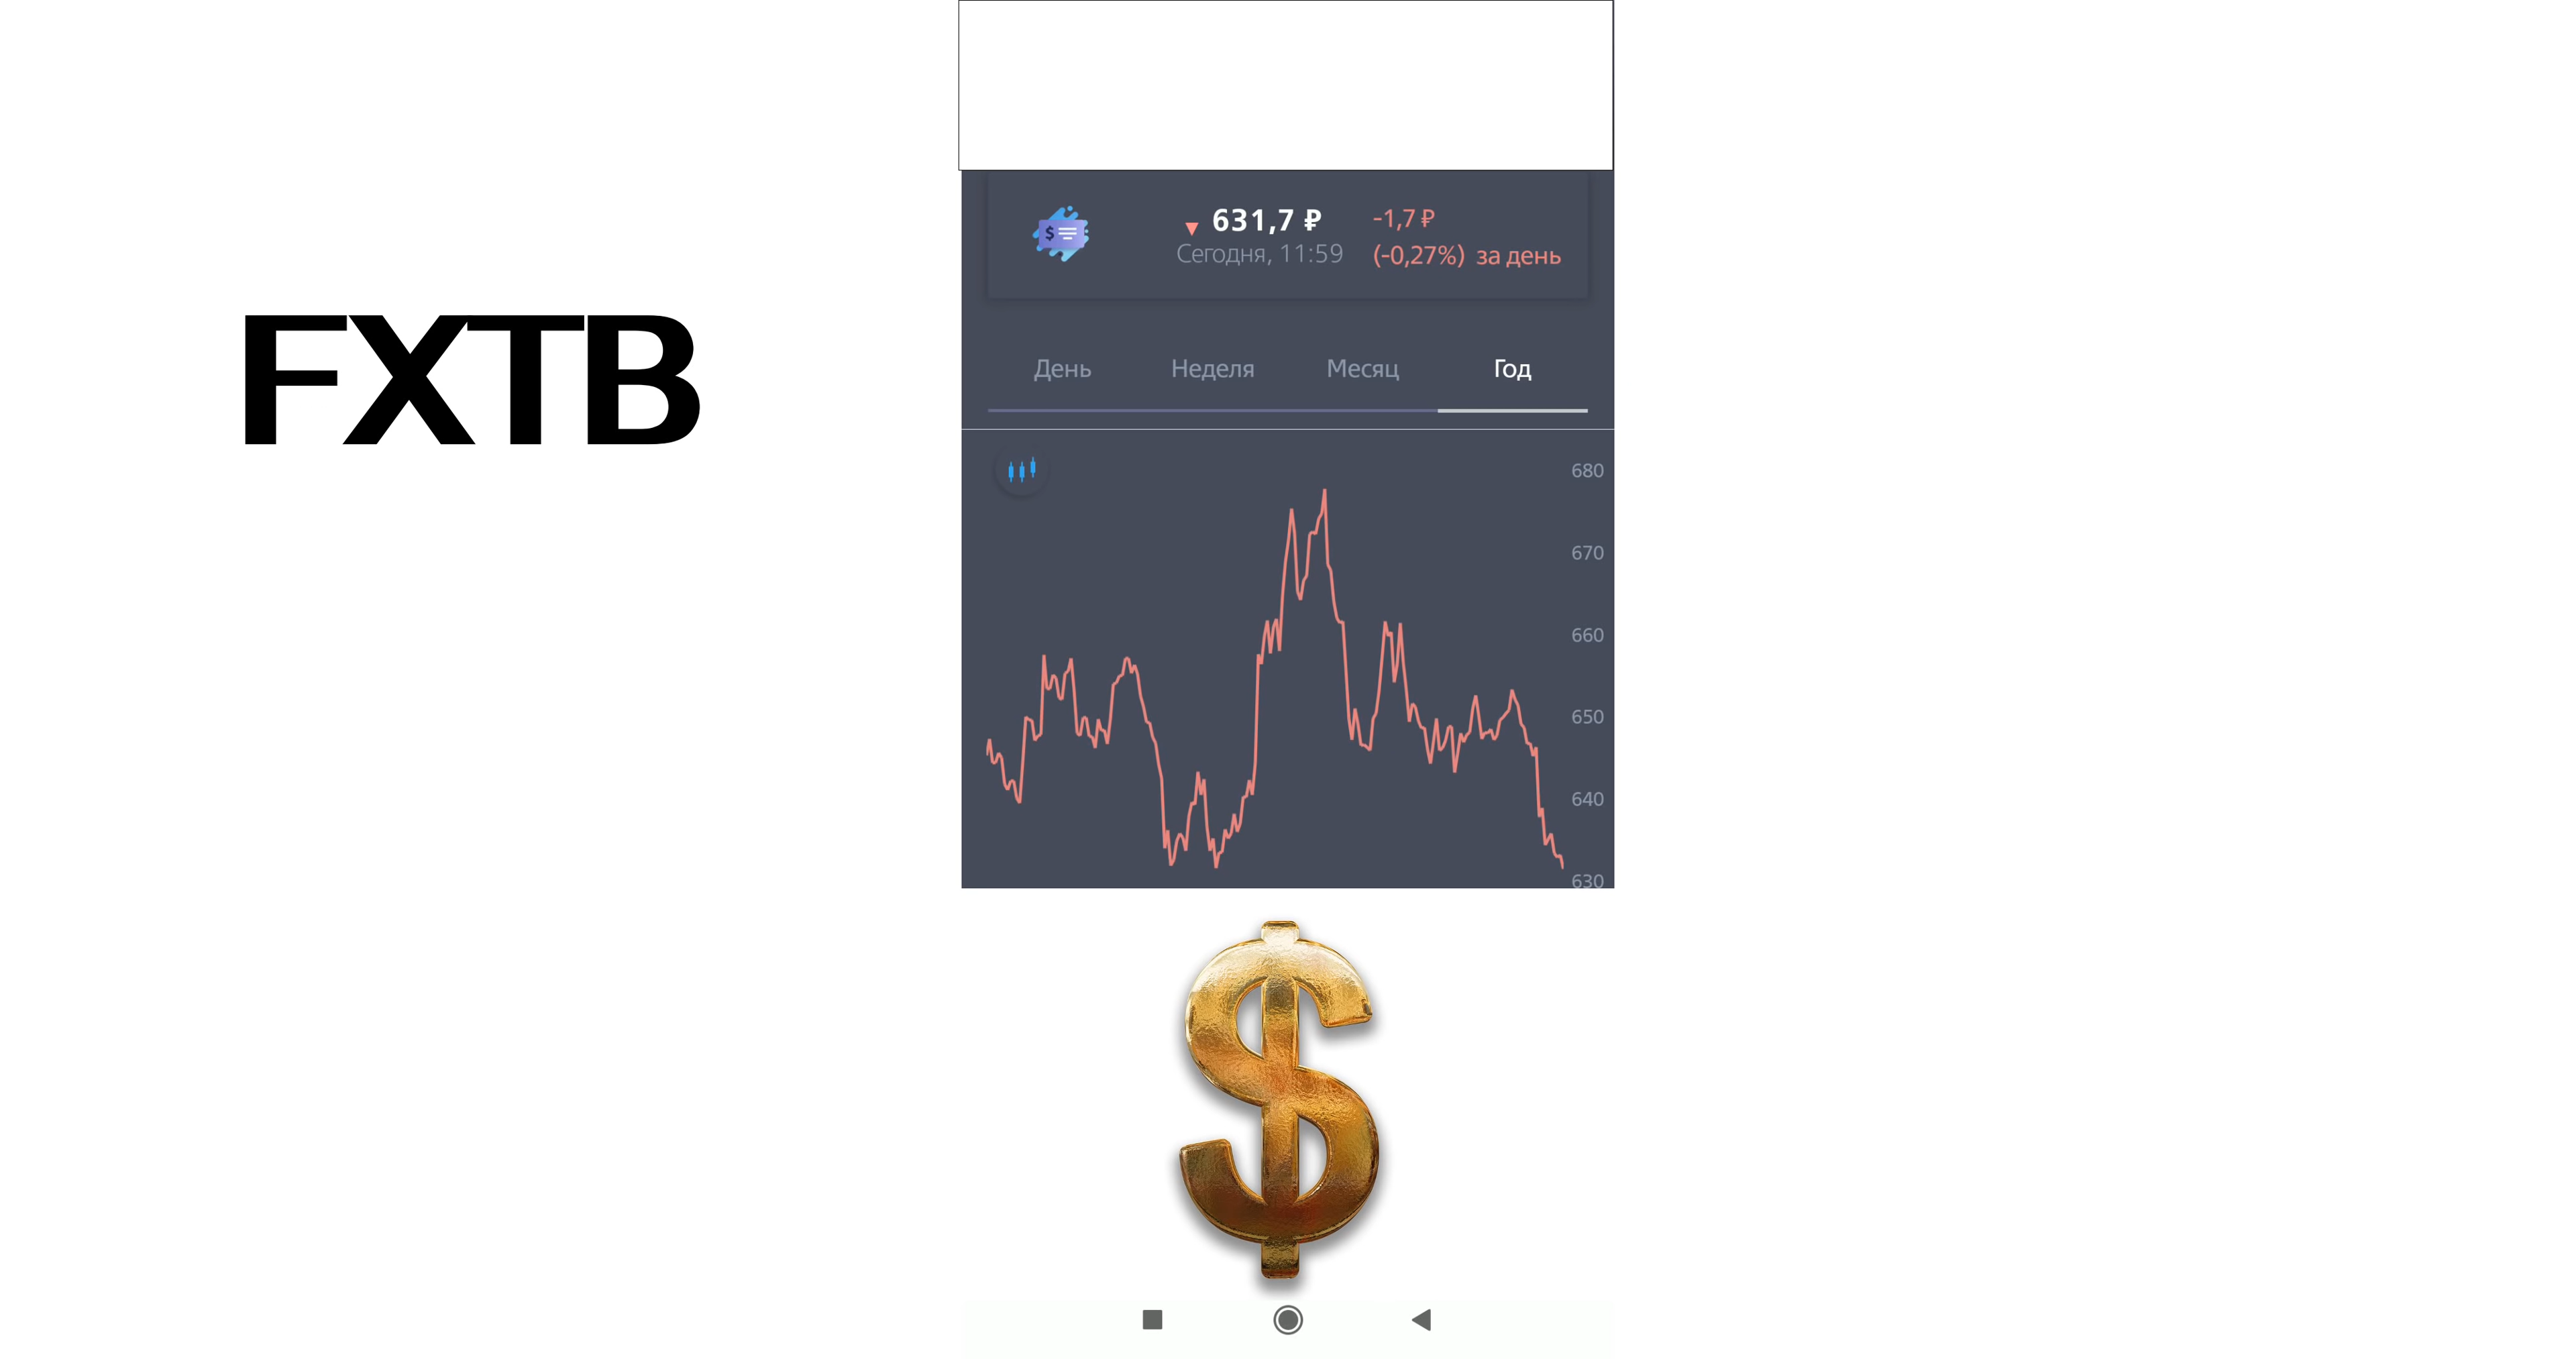 FXTB
631,7 ₽
-1,7 ₽
Сегодня, 11:59
(-0,27%) за день
День Неделя Месяц Год
680
670
660
650
640
630
$